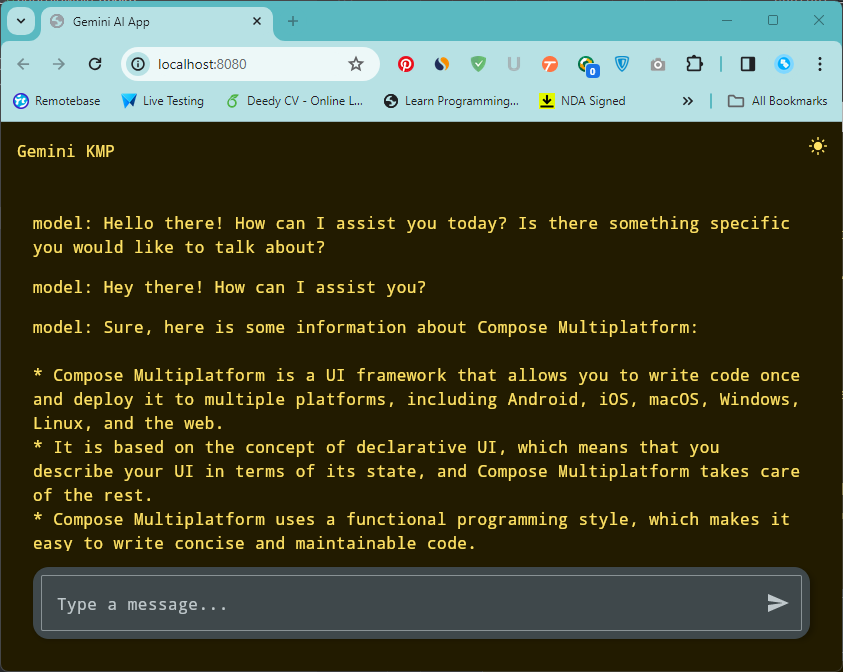 Gemini AI App
localhost:8080
0
Remotebase Live Testing Deedy CV - Online L... Learn Programming... NDA Signed All Bookmarks
Gemini KMP
model: Hello there! How can I assist you today? Is there something specific
you would like to talk about?
model: Hey there! How can I assist you?
model: Sure, here is some information about Compose Multiplatform:
* Compose Multiplatform is a UI framework that allows you to write code once
and deploy it to multiple platforms, including Android, iOS, macOS, Windows,
Linux, and the web.
* It is based on the concept of declarative UI, which means that you
describe your UI in terms of its state, and Compose Multiplatform takes care
of the rest.
* Compose Multiplatform uses a functional programming style, which makes it
easy to write concise and maintainable code.
Type a message...